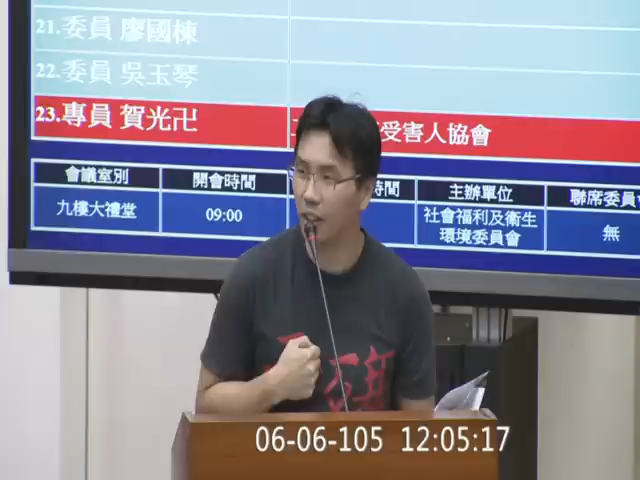 21.委員 廖國棟
22.委員 吳玉琴
23.專員 賀光卍 受害人協會
會議室別 開會時間 時間 主辦單位 聯席委員
九樓大禮堂 09:00 社會福利及衛生 無
環境委員會
06-06-105 12:05:17